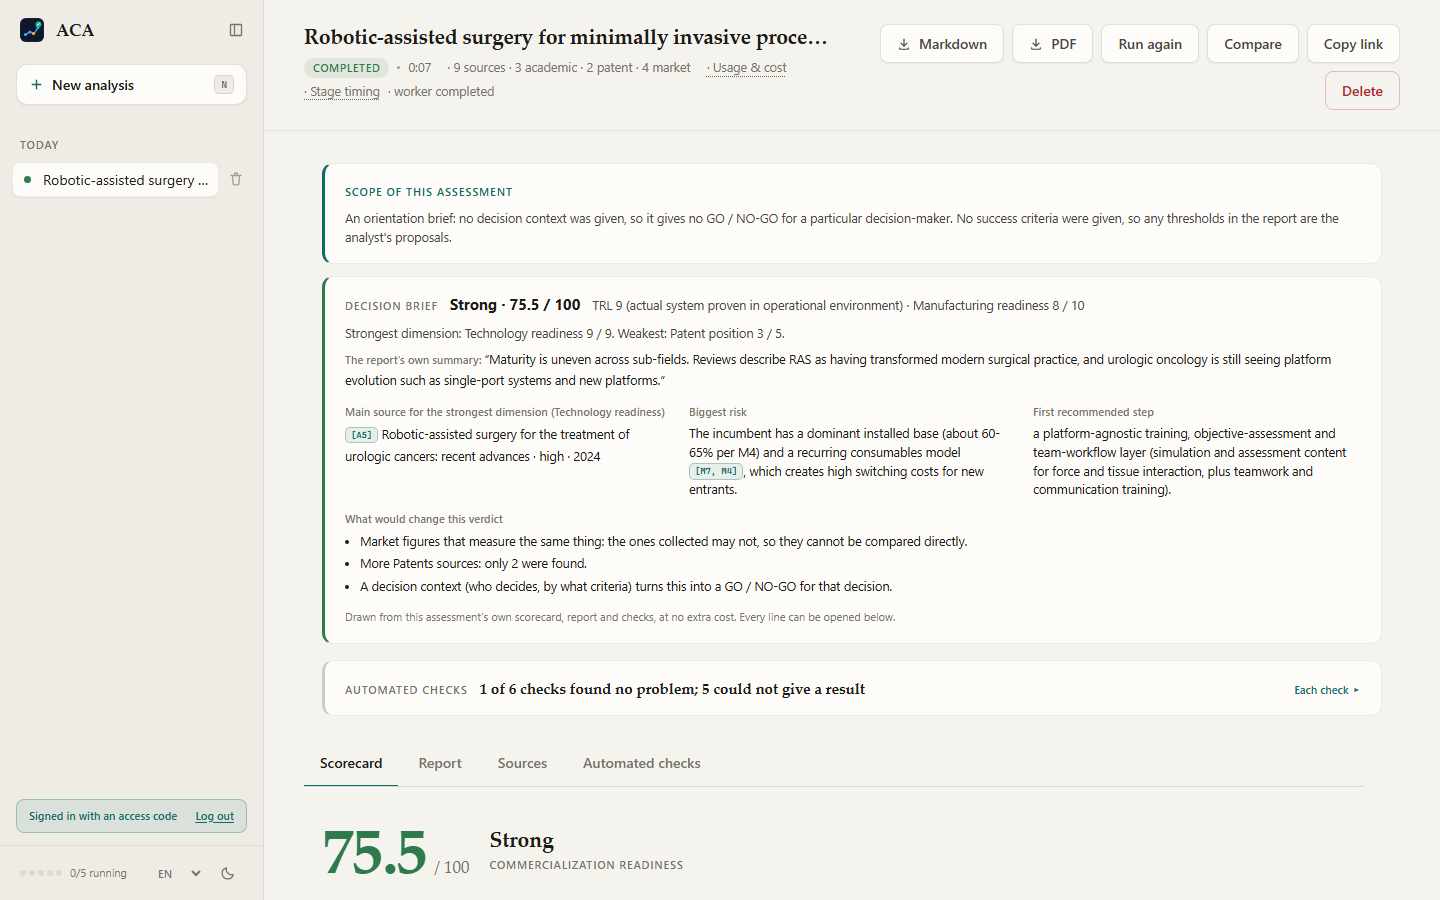 ACA
New analysis N
TODAY
Robotic-assisted surgery ...
Signed in with an access code Log out
0/5 running EN
Robotic-assisted surgery for minimally invasive proce...
COMPLETED • 0:07 · 9 sources · 3 academic · 2 patent · 4 market · Usage & cost
· Stage timing · worker completed
Markdown PDF Run again Compare Copy link
Delete
SCOPE OF THIS ASSESSMENT
An orientation brief: no decision context was given, so it gives no GO / NO-GO for a particular decision-maker. No success criteria were given, so any thresholds in the report are the
analyst's proposals.
DECISION BRIEF Strong · 75.5 / 100 TRL 9 (actual system proven in operational environment) · Manufacturing readiness 8 / 10
Strongest dimension: Technology readiness 9 / 9. Weakest: Patent position 3 / 5.
The report's own summary: “Maturity is uneven across sub-fields. Reviews describe RAS as having transformed modern surgical practice, and urologic oncology is still seeing platform
evolution such as single-port systems and new platforms.”
Main source for the strongest dimension (Technology readiness)
[A5] Robotic-assisted surgery for the treatment of
urologic cancers: recent advances · high · 2024
Biggest risk
The incumbent has a dominant installed base (about 60-
65% per M4) and a recurring consumables model
[M7, M4], which creates high switching costs for new
entrants.
First recommended step
a platform-agnostic training, objective-assessment and
team-workflow layer (simulation and assessment content
for force and tissue interaction, plus teamwork and
communication training).
What would change this verdict
• Market figures that measure the same thing: the ones collected may not, so they cannot be compared directly.
• More Patents sources: only 2 were found.
• A decision context (who decides, by what criteria) turns this into a GO / NO-GO for that decision.
Drawn from this assessment's own scorecard, report and checks, at no extra cost. Every line can be opened below.
AUTOMATED CHECKS 1 of 6 checks found no problem; 5 could not give a result Each check ▸
Scorecard Report Sources Automated checks
75.5 / 100
Strong
COMMERCIALIZATION READINESS